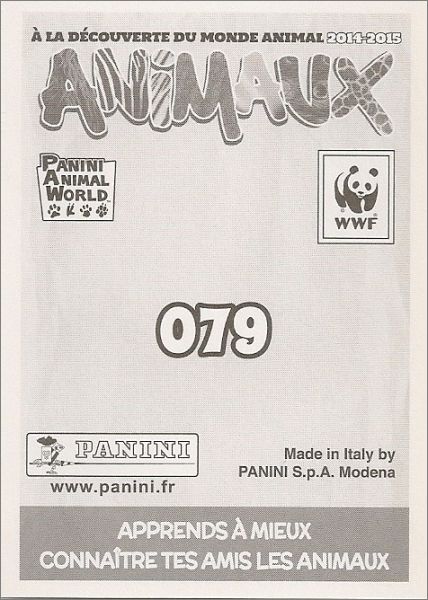 À LA DÉCOUVERTE DU MONDE ANIMAL 2014-2015
ANIMAUX
PANINI
ANIMAL
WORLD
WWF
079
PANINI
www.panini.fr
Made in Italy by
PANINI S.p.A. Modena
APPRENDS À MIEUX
CONNAÎTRE TES AMIS LES ANIMAUX